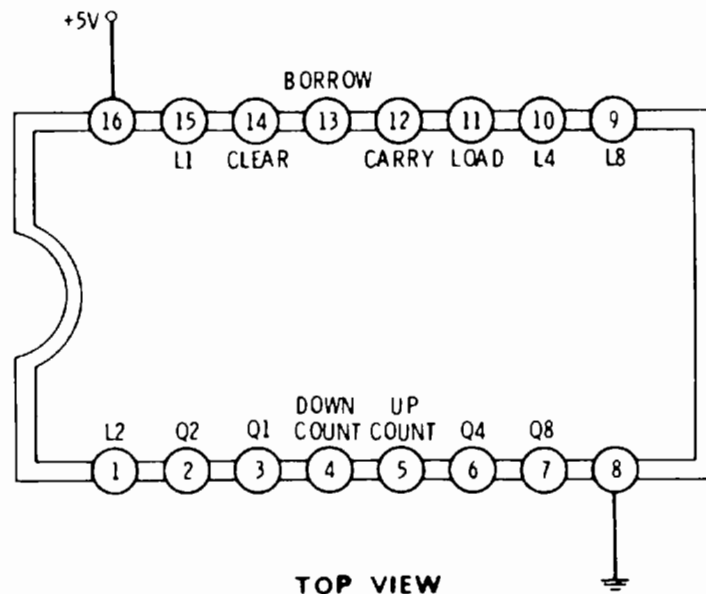 +5V
BORROW
16 15 14 13 12 11 10 9
L1 CLEAR CARRY LOAD L4 L8
DOWN UP
L2 Q2 Q1 COUNT COUNT Q4 Q8
1 2 3 4 5 6 7 8
TOP VIEW